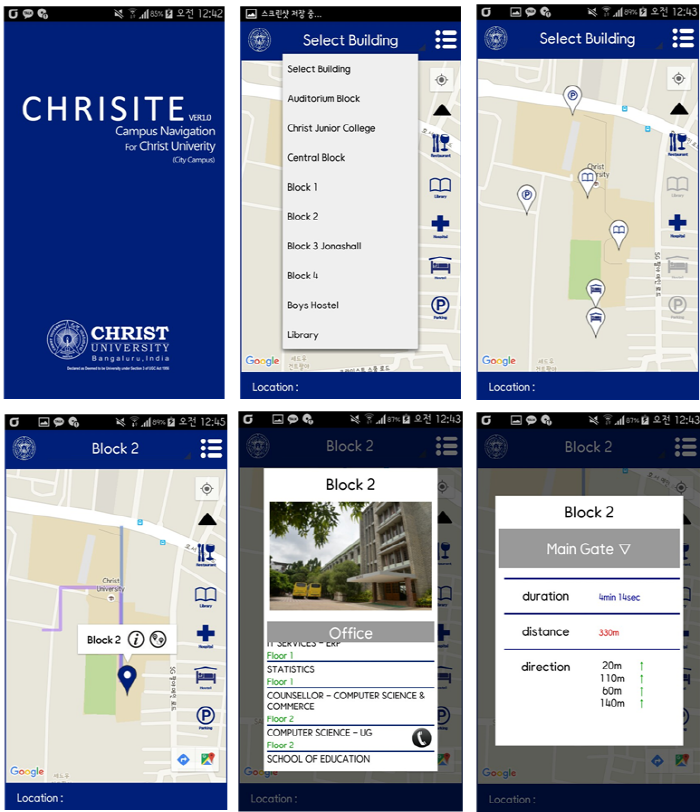 85% 오전 12:42
CHRISITE VER1.0
Campus Navigation
For Christ Univerity
(City Campus)
CHRIST
UNIVERSITY
Bengaluru, India
Declared as Deemed to be University under Section 3 of UGC Act 1956
스크린샷 저장 중...
Select Building
Select Building
Auditorium Block
Christ Junior College
Central Block
Block 1
Block 2
Block 3 Jonashall
Block 4
Boys Hostel
Library
Restaurant
Library
Hospital
Hostel
P
Parking
Google
Location :
89% 오전 12:43
Select Building
P
Christ
University
P
Restaurant
Library
Hospital
Hostel
P
Parking
Google
Location :
89% 오전 12:45
Block 2
Christ
University
Block 2
Restaurant
Library
Hospital
Hostel
P
Parking
Google
Location :
87% 오전 12:43
Block 2
Block 2
Office
IT SERVICES - ERP
Floor 1
STATISTICS
Floor 1
COUNSELLOR - COMPUTER SCIENCE &
COMMERCE
Floor 2
COMPUTER SCIENCE - UG
Floor 2
SCHOOL OF EDUCATION
Google
Location :
87% 오전 12:43
Block 2
Block 2
Main Gate ▽
duration 4min 14sec
distance 330m
direction 20m ↑
110m ↑
60m ↑
140m ↑
Google
Location :